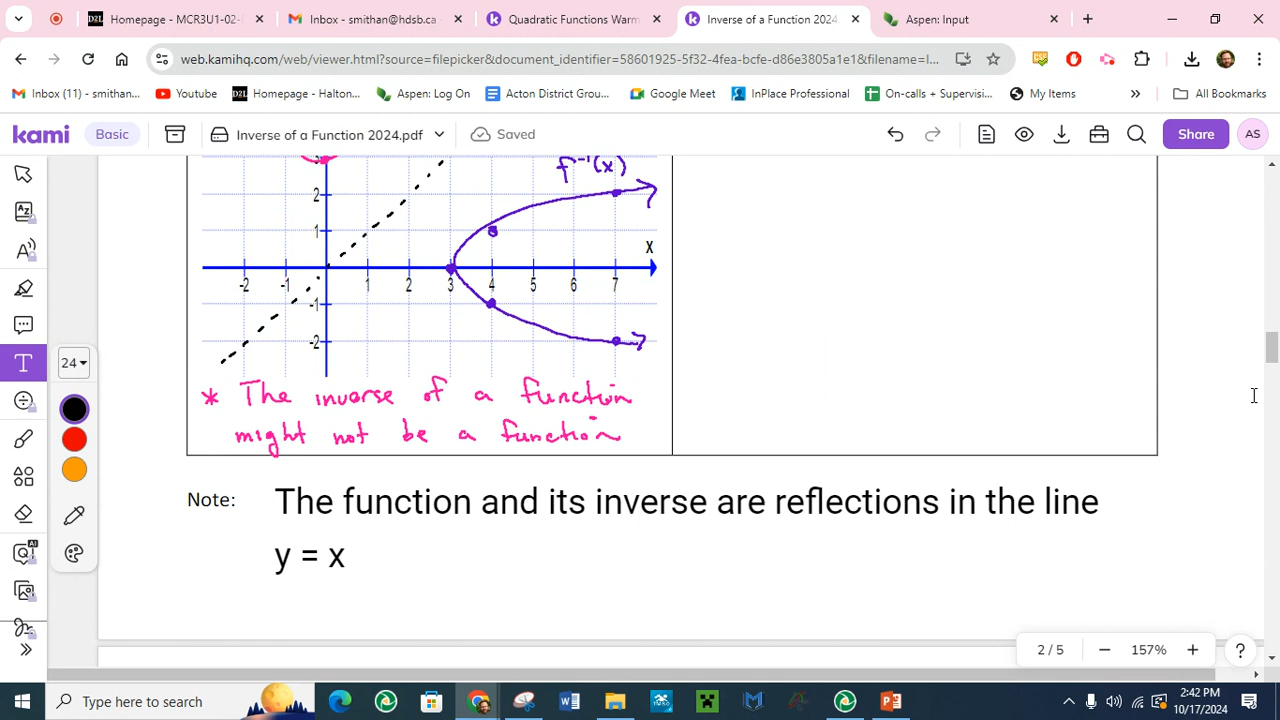 Homepage - MCR3U1-02-
Inbox - smithan@hdsb.ca
Quadratic Functions Warm
Inverse of a Function 2024.
Aspen: Input
web.kamihq.com/web/viewer.html?source=filepicker&document_identifier=58601925-5f32-4fea-bcfe-d86e3805a1e1&filename=I...
Inbox (11) - smithan...
Youtube
Homepage - Halton...
Aspen: Log On
Acton District Grou...
Google Meet
InPlace Professional
On-calls + Supervisi...
My Items
All Bookmarks
kami
Basic
Inverse of a Function 2024.pdf
Saved
Share
AS
f⁻¹(x)
3
2
1
x
-2 -1 1 2 3 4 5 6 7
-1
-2
24
* The inverse of a function
might not be a function
Note: The function and its inverse are reflections in the line
y = x
2 / 5
157%
Type here to search
2:42 PM
10/17/2024